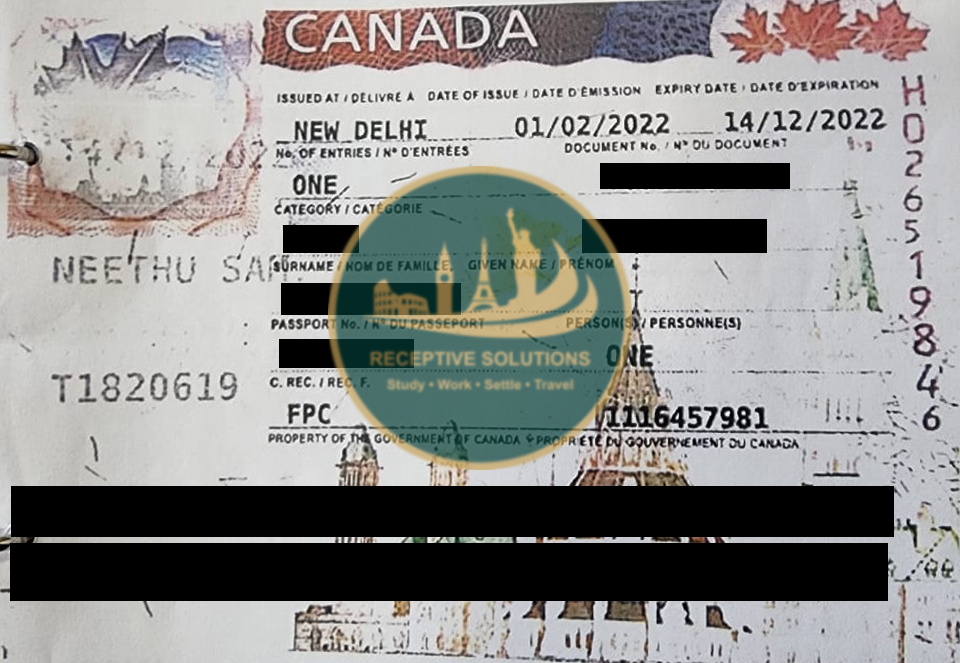 CANADA
ISSUED AT / DÉLIVRÉ À DATE OF ISSUE / DATE D'ÉMISSION EXPIRY DATE / DATE D'EXPIRATION
NEW DELHI 01/02/2022 14/12/2022
No. OF ENTRIES / Nº D'ENTRÉES DOCUMENT No. / Nº DU DOCUMENT
ONE
CATEGORY / CATÉGORIE
NEETHU
SURNAME / NOM DE FAMILLE GIVEN NAME / PRÉNOM
PASSPORT No. / Nº DU PASSEPORT PERSON(S) / PERSONNE(S)
ONE
RECEPTIVE SOLUTIONS
Study • Work • Settle • Travel
T1820619
C. REC. / REC. F.
FPC 1116457981
PROPERTY OF THE GOVERNMENT OF CANADA PROPRIÉTÉ DU GOUVERNEMENT DU CANADA
H026519846